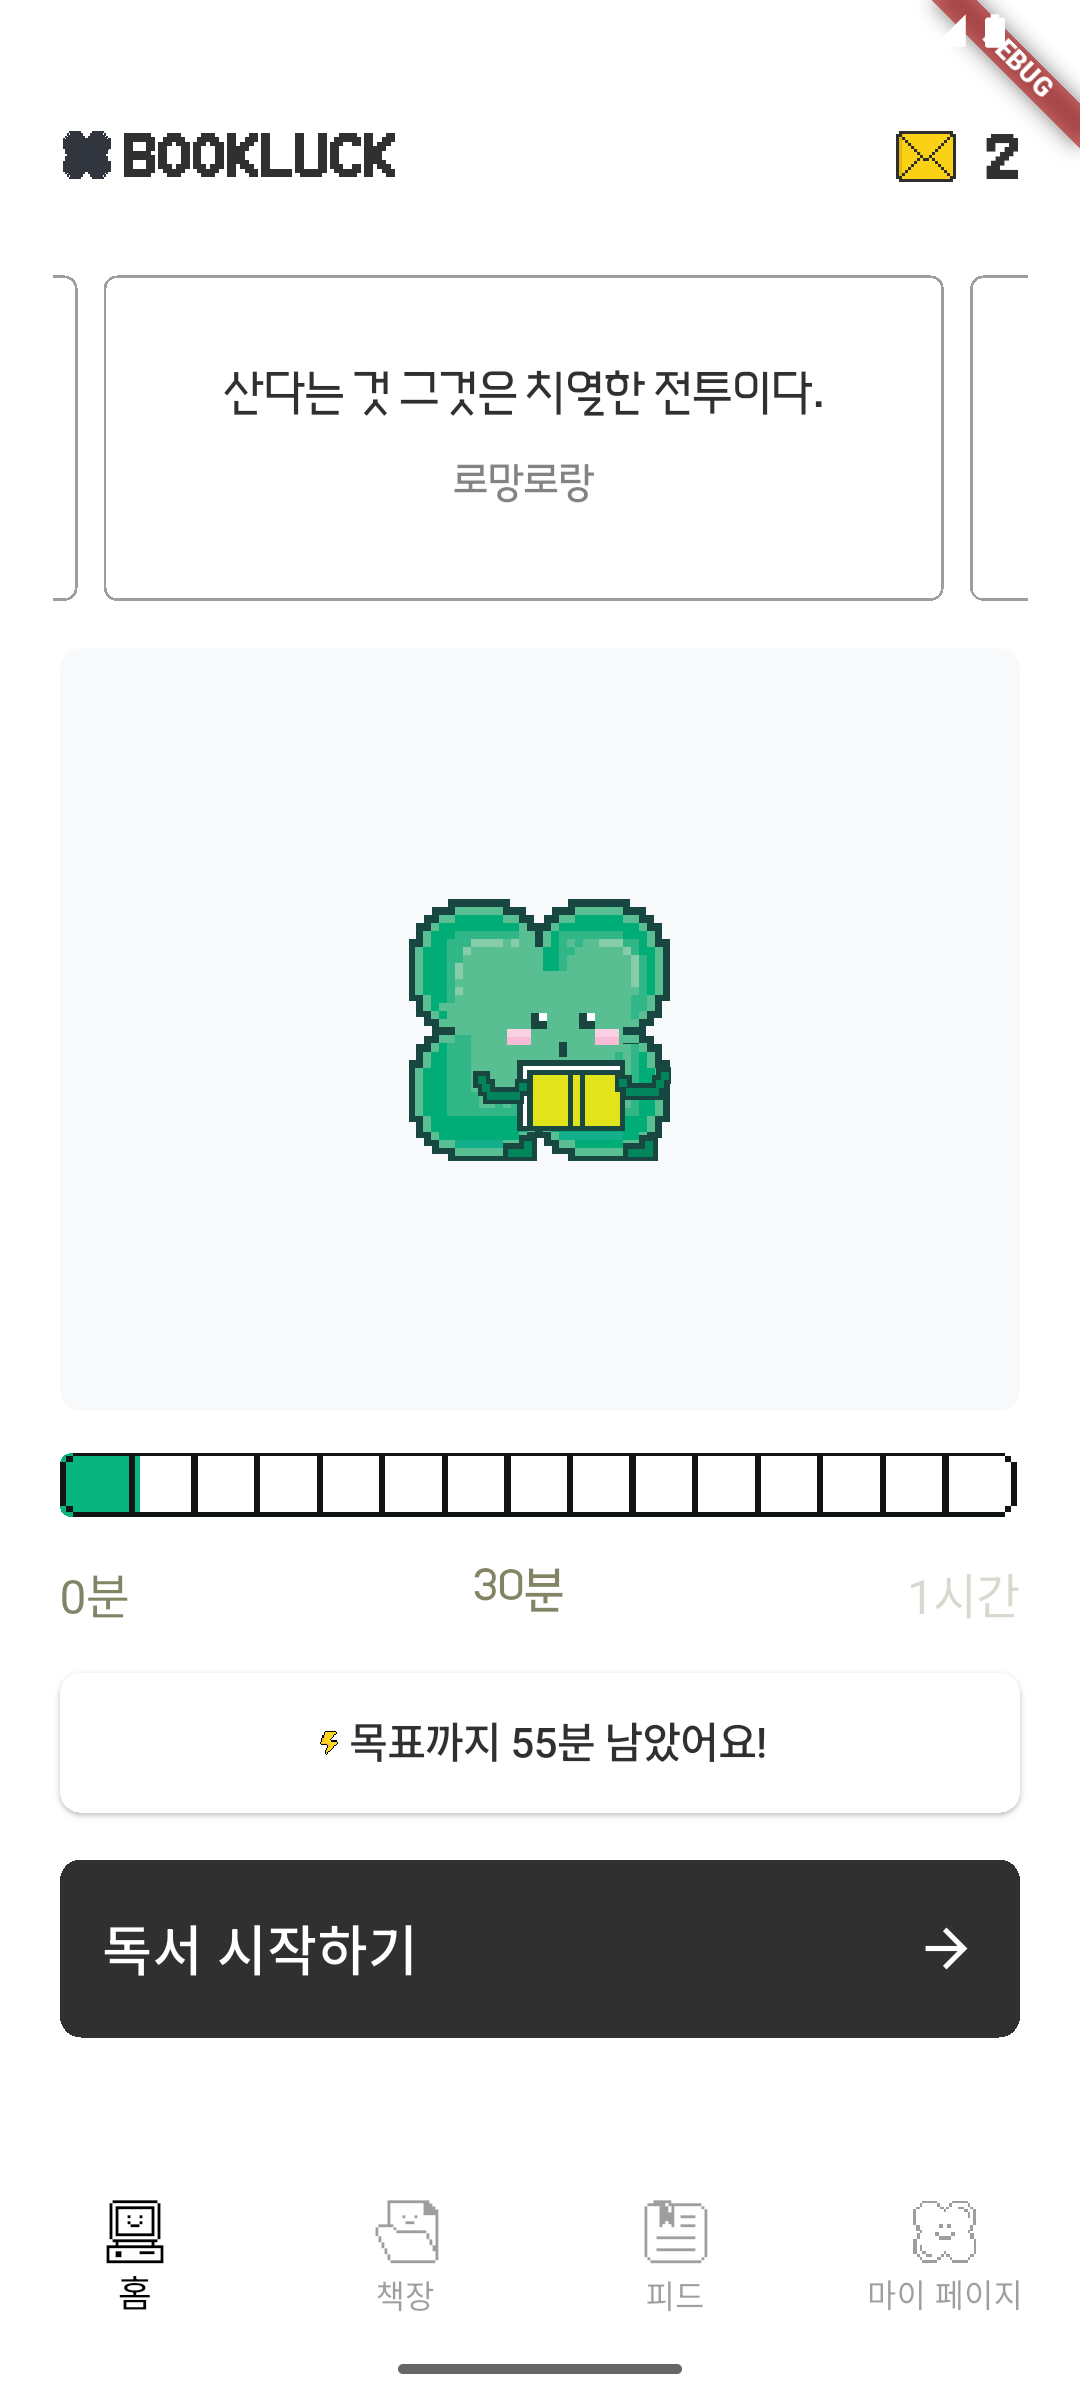 DEBUG
BOOKLUCK
2
산다는 것 그것은 치열한 전투이다.
로망로랑
0분
30분
1시간
목표까지 55분 남았어요!
독서 시작하기
홈
책장
피드
마이 페이지